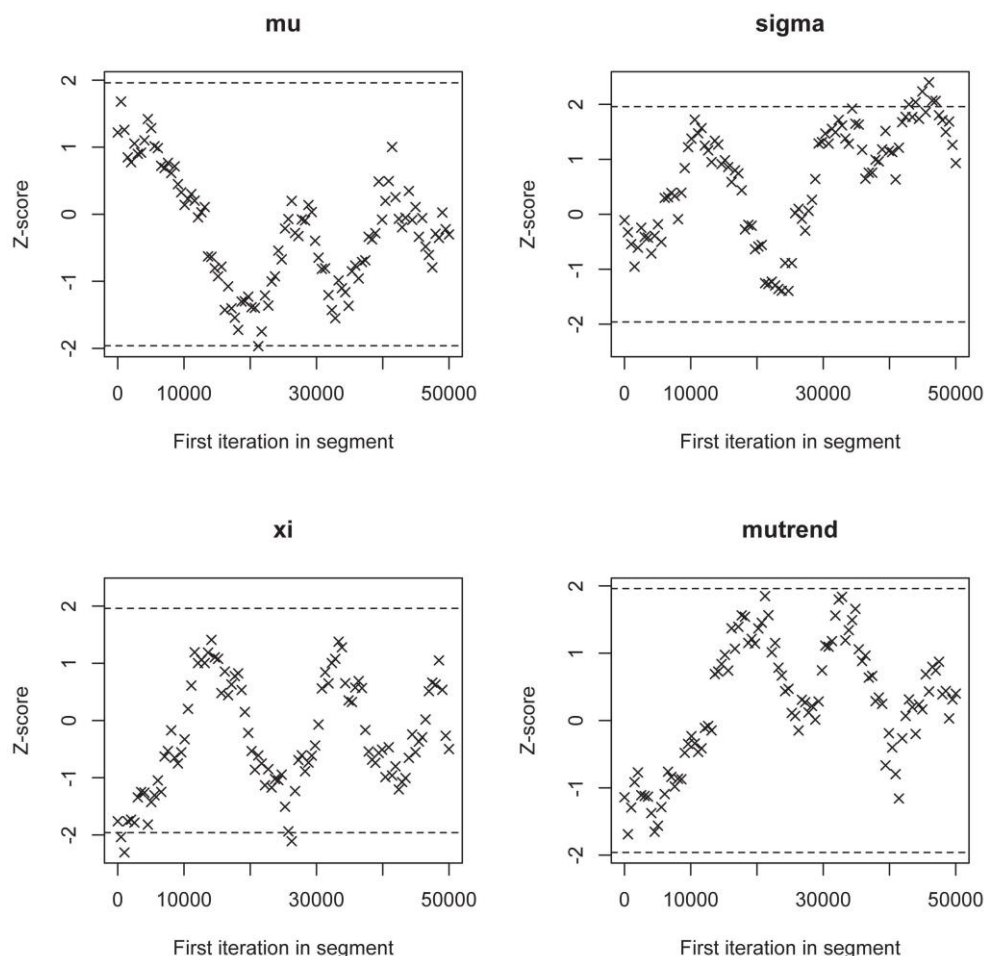 mu
2
1
0
-1
-2
Z-score
0 10000 30000 50000
First iteration in segment
sigma
2
1
0
-1
-2
Z-score
0 10000 30000 50000
First iteration in segment
xi
2
1
0
-1
-2
Z-score
0 10000 30000 50000
First iteration in segment
mutrend
2
1
0
-1
-2
Z-score
0 10000 30000 50000
First iteration in segment